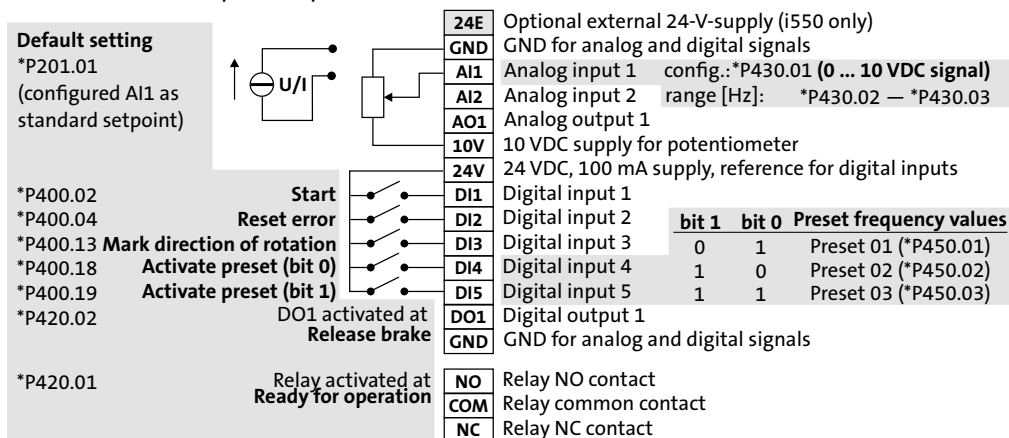 24E Optional external 24-V-supply (i550 only)
Default setting GND GND for analog and digital signals
*P201.01 U/I AI1 Analog input 1 config.:*P430.01 (0 ... 10 VDC signal)
(configured AI1 as AI2 Analog input 2 range [Hz]: *P430.02 — *P430.03
standard setpoint) AO1 Analog output 1
10V 10 VDC supply for potentiometer
24V 24 VDC, 100 mA supply, reference for digital inputs
*P400.02 Start DI1 Digital input 1
*P400.04 Reset error DI2 Digital input 2 bit 1 bit 0 Preset frequency values
*P400.13 Mark direction of rotation DI3 Digital input 3 0 1 Preset 01 (*P450.01)
*P400.18 Activate preset (bit 0) DI4 Digital input 4 1 0 Preset 02 (*P450.02)
*P400.19 Activate preset (bit 1) DI5 Digital input 5 1 1 Preset 03 (*P450.03)
*P420.02 DO1 activated at DO1 Digital output 1
Release brake GND GND for analog and digital signals
*P420.01 Relay activated at NO Relay NO contact
Ready for operation COM Relay common contact
NC Relay NC contact